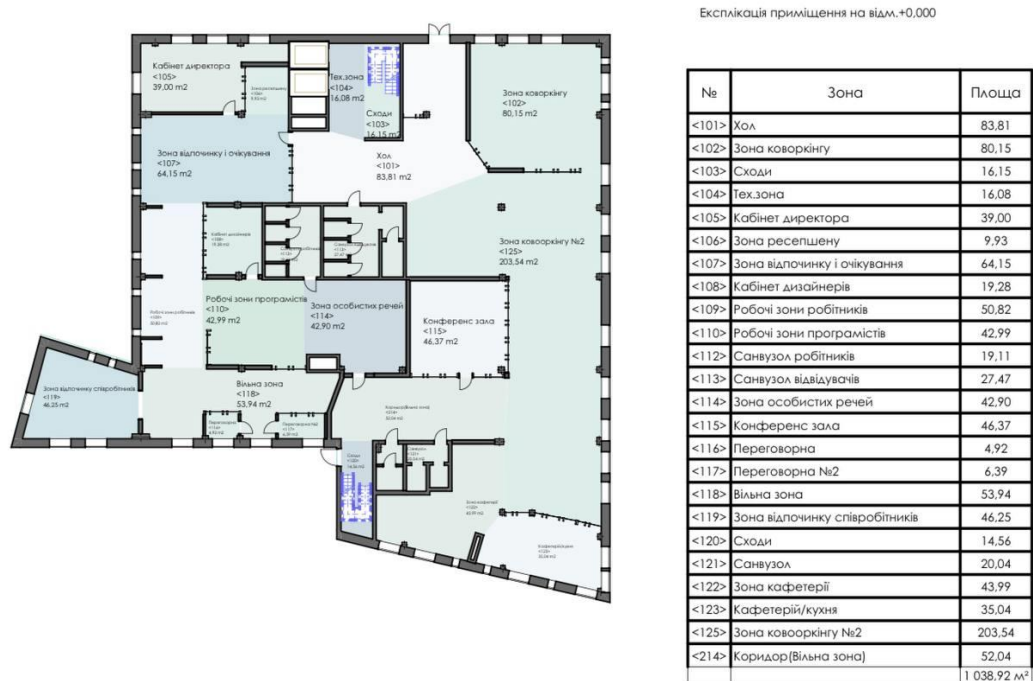 Експлікація приміщення на відм.+0,000
Кабінет директора
<105>
39,00 m2
Тех.зона
<104>
16,08 m2
Сходи
<103>
16,15 m2
Зона коворкінгу
<102>
80,15 m2
Зона відпочинку і очікування
<107>
64,15 m2
Хол
<101>
83,81 m2
Зона ковооркінгу №2
<125>
203,54 m2
Робочі зони програмістів
<110>
42,99 m2
Зона особистих речей
<114>
42,90 m2
Конференс зала
<115>
46,37 m2
Зона відпочинку співробітників
<119>
46,25 m2
Вільна зона
<118>
53,94 m2
№ Зона Площа
<101> Хол 83,81
<102> Зона коворкінгу 80,15
<103> Сходи 16,15
<104> Тех.зона 16,08
<105> Кабінет директора 39,00
<106> Зона ресепшену 9,93
<107> Зона відпочинку і очікування 64,15
<108> Кабінет дизайнерів 19,28
<109> Робочі зони робітників 50,82
<110> Робочі зони програмістів 42,99
<112> Санвузол робітників 19,11
<113> Санвузол відвідувачів 27,47
<114> Зона особистих речей 42,90
<115> Конференс зала 46,37
<116> Переговорна 4,92
<117> Переговорна №2 6,39
<118> Вільна зона 53,94
<119> Зона відпочинку співробітників 46,25
<120> Сходи 14,56
<121> Санвузол 20,04
<122> Зона кафетерії 43,99
<123> Кафетерій/кухня 35,04
<125> Зона ковооркінгу №2 203,54
<214> Коридор(Вільна зона) 52,04
1 038,92 м²